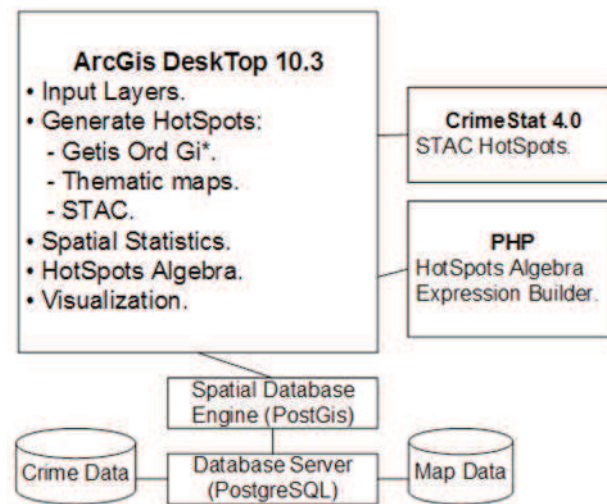 ArcGis DeskTop 10.3
• Input Layers.
• Generate HotSpots:
- Getis Ord Gi*.
- Thematic maps.
- STAC.
• Spatial Statistics.
• HotSpots Algebra.
• Visualization.
CrimeStat 4.0
STAC HotSpots.
PHP
HotSpots Algebra
Expression Builder.
Spatial Database
Engine (PostGis)
Crime Data
Database Server
(PostgreSQL)
Map Data